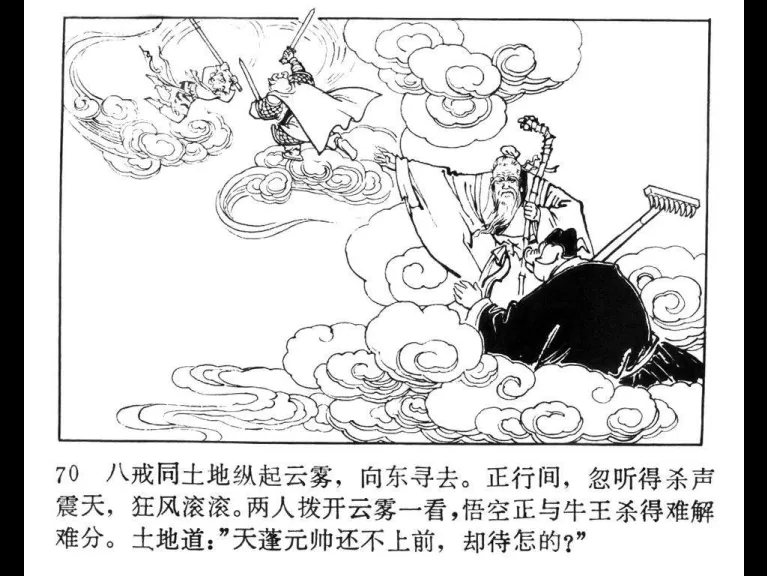 70 八戒同土地纵起云雾，向东寻去。正行间，忽听得杀声
震天，狂风滚滚。两人拨开云雾一看，悟空正与牛王杀得难解
难分。土地道：”天蓬元帅还不上前，却待怎的？”